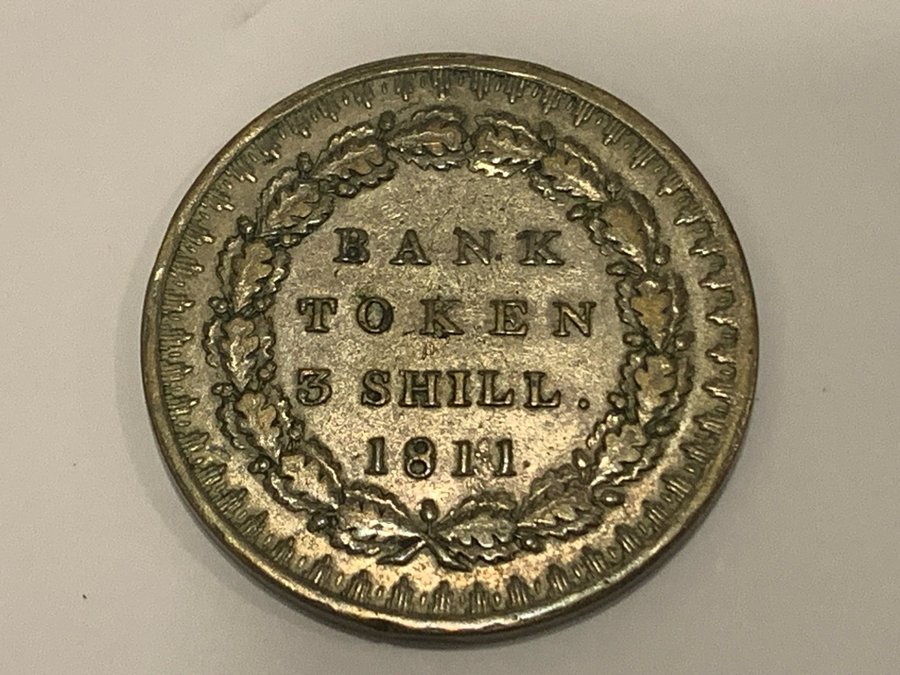 BANK
TOKEN
3 SHILL.
1811